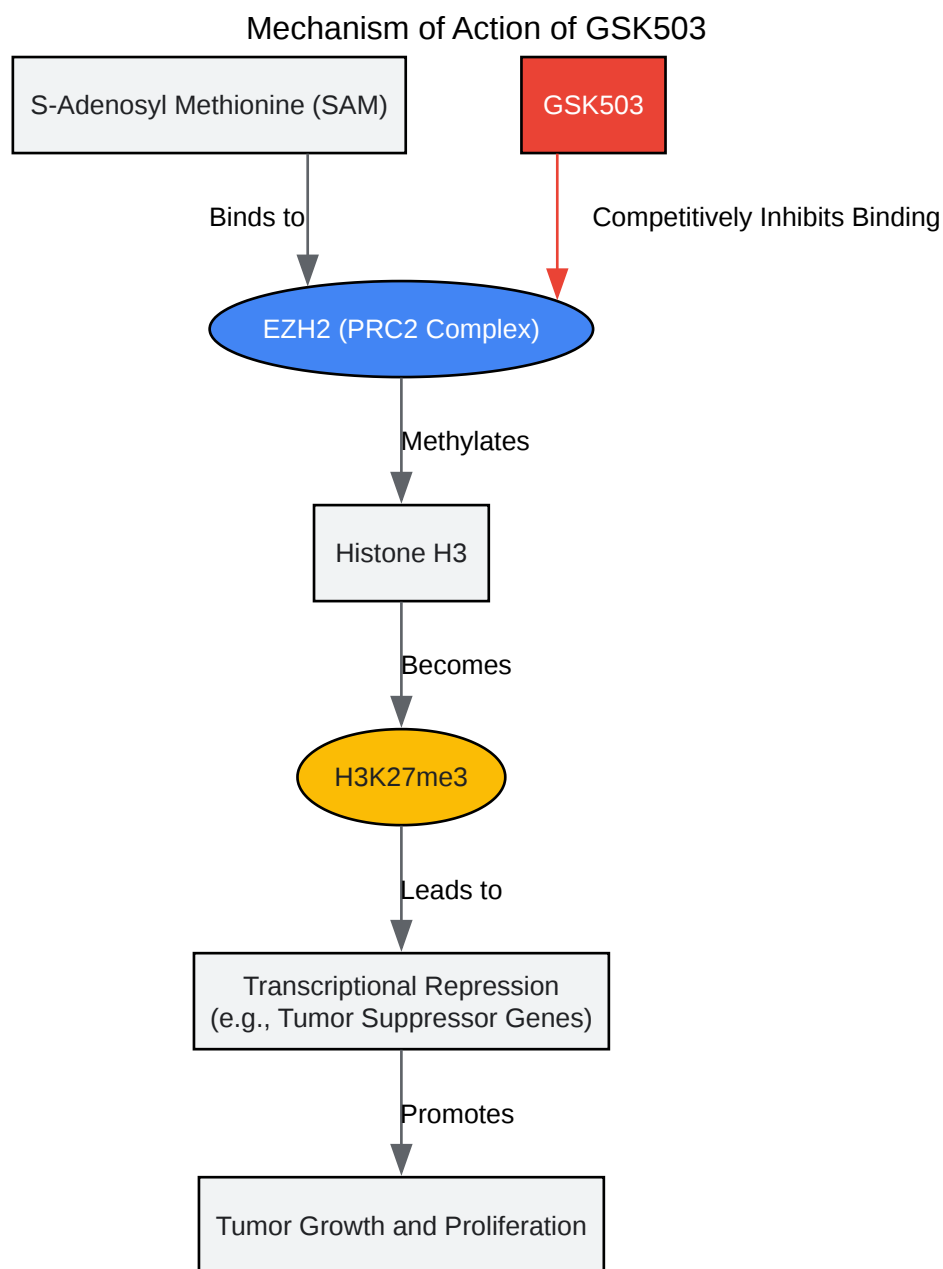 Mechanism of Action of GSK503
S-Adenosyl Methionine (SAM)
GSK503
Binds to
Competitively Inhibits Binding
EZH2 (PRC2 Complex)
Methylates
Histone H3
Becomes
H3K27me3
Leads to
Transcriptional Repression
(e.g., Tumor Suppressor Genes)
Promotes
Tumor Growth and Proliferation